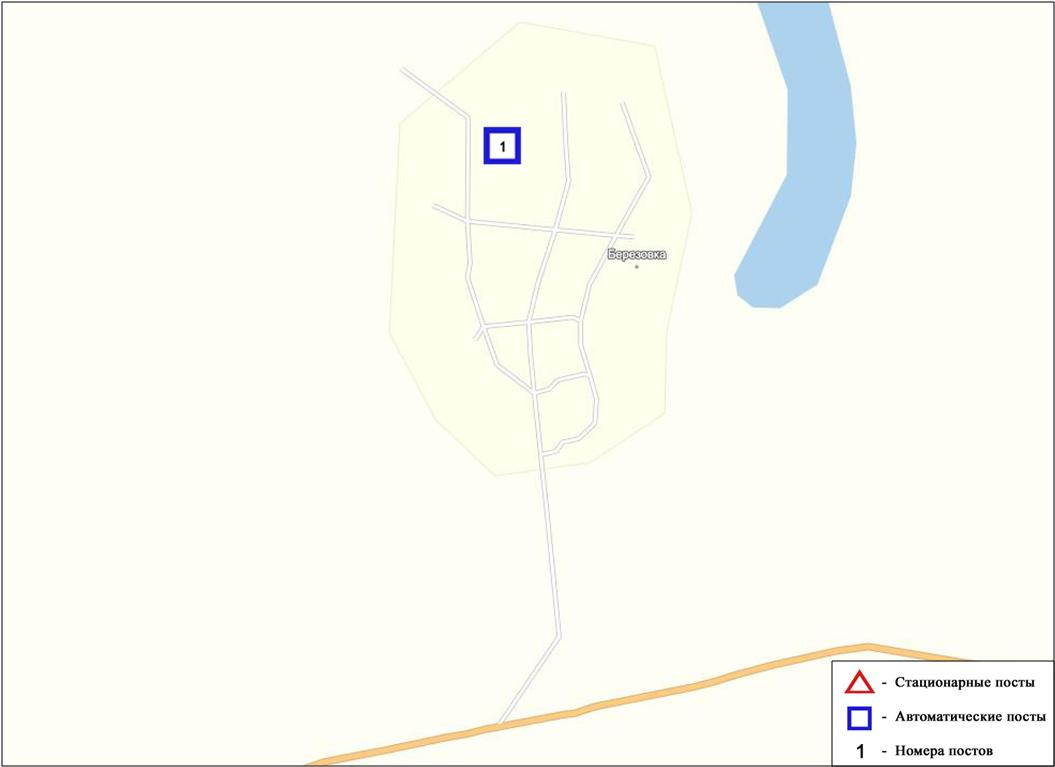 1
Березовка
- Стационарные посты
- Автоматические посты
1 - Номера постов